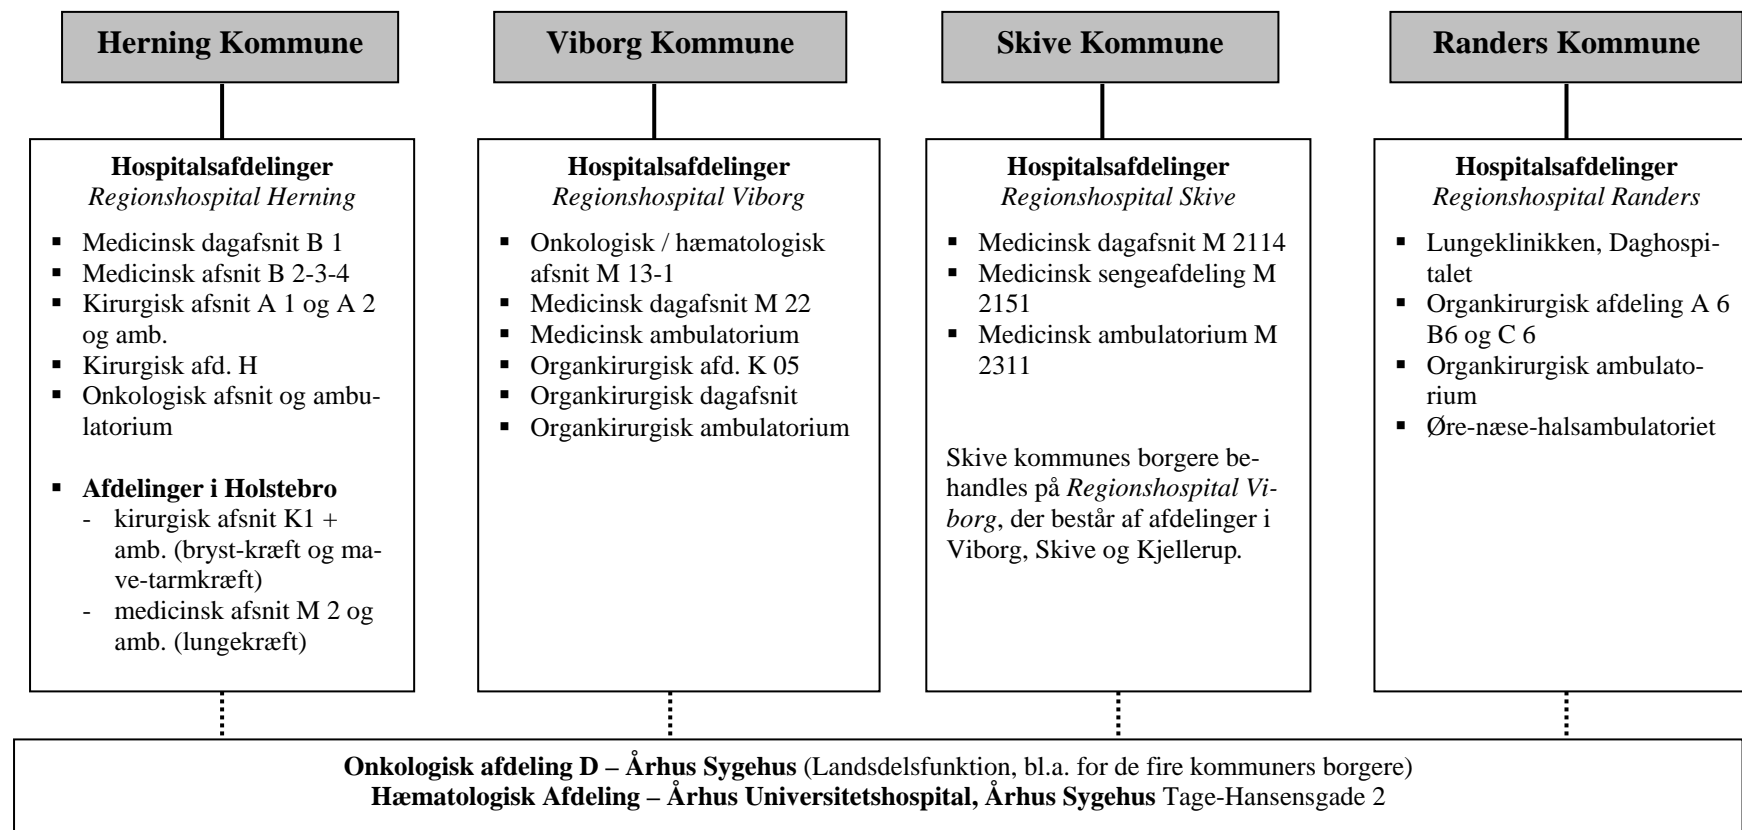 Herning Kommune
Hospitalsafdelinger
Regionshospital Herning
▪ Medicinsk dagafsnit B 1
▪ Medicinsk afsnit B 2-3-4
▪ Kirurgisk afsnit A 1 og A 2
og amb.
▪ Kirurgisk afd. H
▪ Onkologisk afsnit og ambu-
latorium
▪ Afdelinger i Holstebro
- kirurgisk afsnit K1 +
amb. (bryst-kræft og ma-
ve-tarmkræft)
- medicinsk afsnit M 2 og
amb. (lungekræft)
Viborg Kommune
Hospitalsafdelinger
Regionshospital Viborg
▪ Onkologisk / hæmatologisk
afsnit M 13-1
▪ Medicinsk dagafsnit M 22
▪ Medicinsk ambulatorium
▪ Organkirurgisk afd. K 05
▪ Organkirurgisk dagafsnit
▪ Organkirurgisk ambulatorium
Skive Kommune
Hospitalsafdelinger
Regionshospital Skive
▪ Medicinsk dagafsnit M 2114
▪ Medicinsk sengeafdeling M
2151
▪ Medicinsk ambulatorium M
2311
Skive kommunes borgere be-
handles på Regionshospital Vi-
borg, der består af afdelinger i
Viborg, Skive og Kjellerup.
Randers Kommune
Hospitalsafdelinger
Regionshospital Randers
▪ Lungeklinikken, Daghospi-
talet
▪ Organkirurgisk afdeling A 6
B6 og C 6
▪ Organkirurgisk ambulato-
rium
▪ Øre-næse-halsambulatoriet
Onkologisk afdeling D – Århus Sygehus (Landsdelsfunktion, bl.a. for de fire kommuners borgere)
Hæmatologisk Afdeling – Århus Universitetshospital, Århus Sygehus Tage-Hansensgade 2